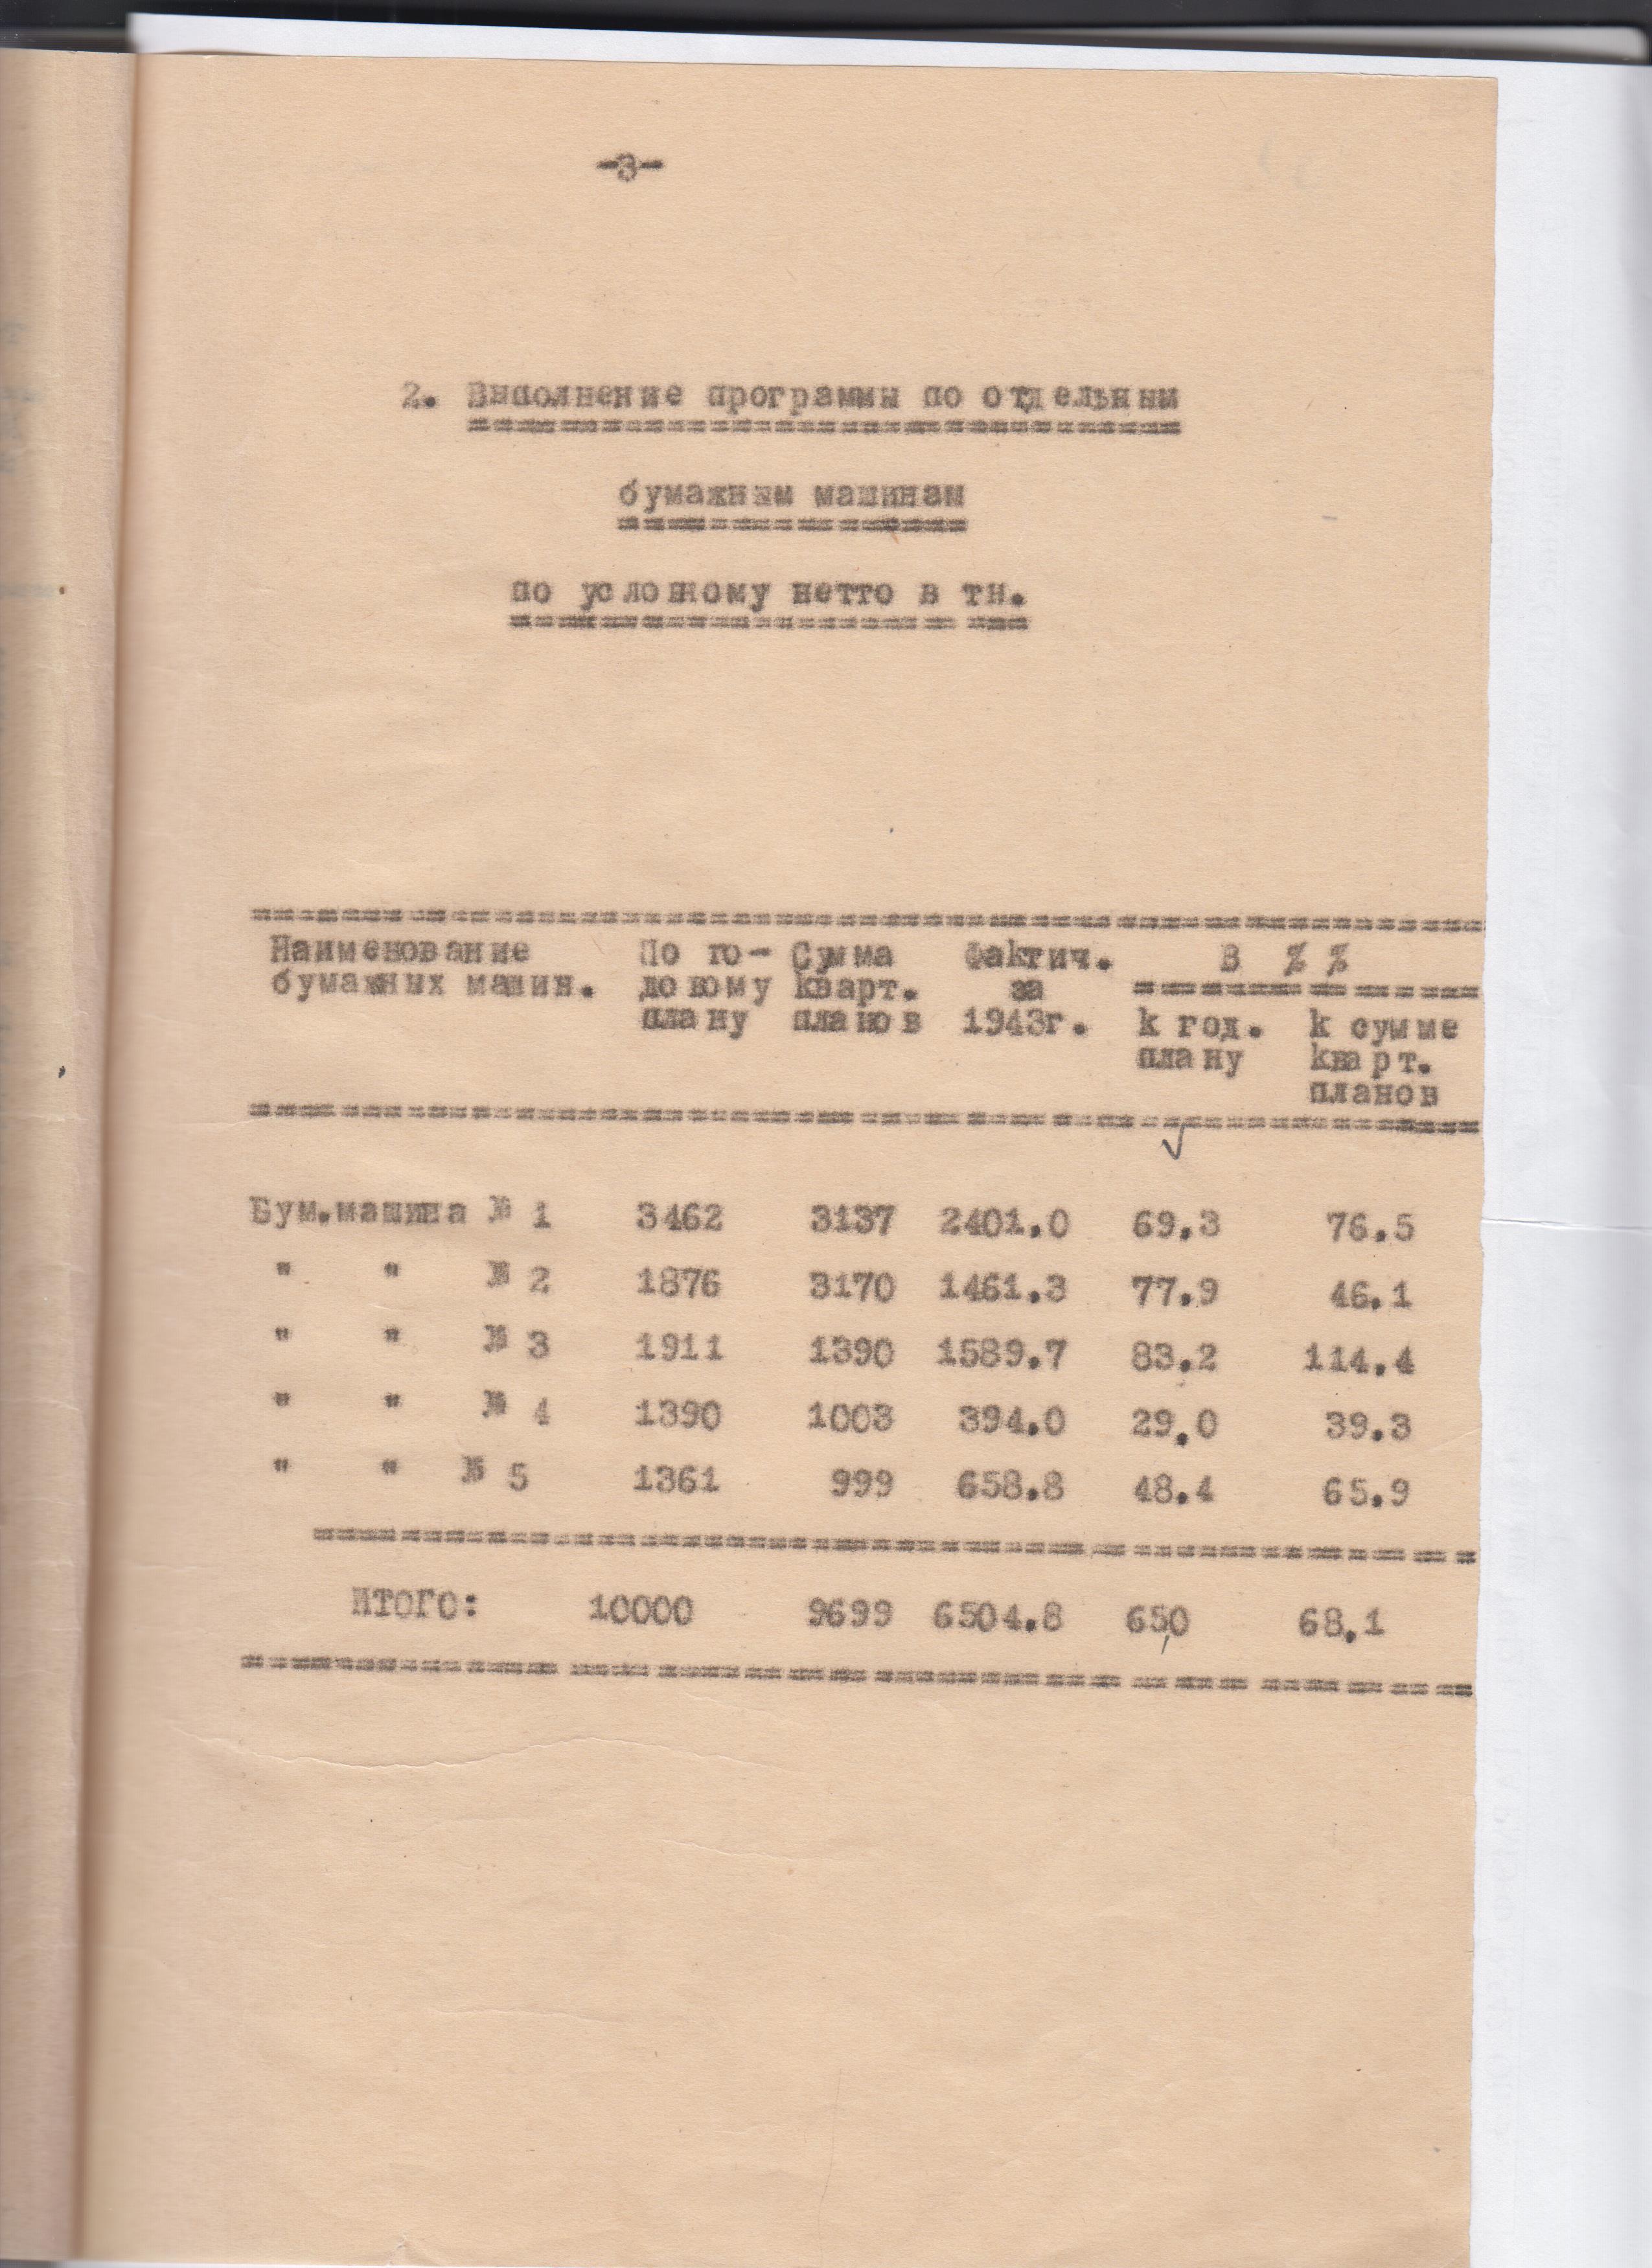 -3-
2. Выполнение программы по отдельным
бумажным машинам
по условному нетто в тн.
Наименование По го- Сумма Фактич. В %%
бумажных машин. довому кварт. за
плану планов 1943г. к год. к сумме
плану кварт.
планов
Бум.машина № 1 3462 3137 2401.0 69.3 76.5
" " № 2 1876 3170 1461.3 77.9 46.1
" " № 3 1911 1390 1589.7 83.2 114.4
" " № 4 1390 1003 394.0 29.0 39.3
" " № 5 1361 999 658.8 48.4 65.9
ИТОГО: 10000 9699 6504.8 65,0 68.1